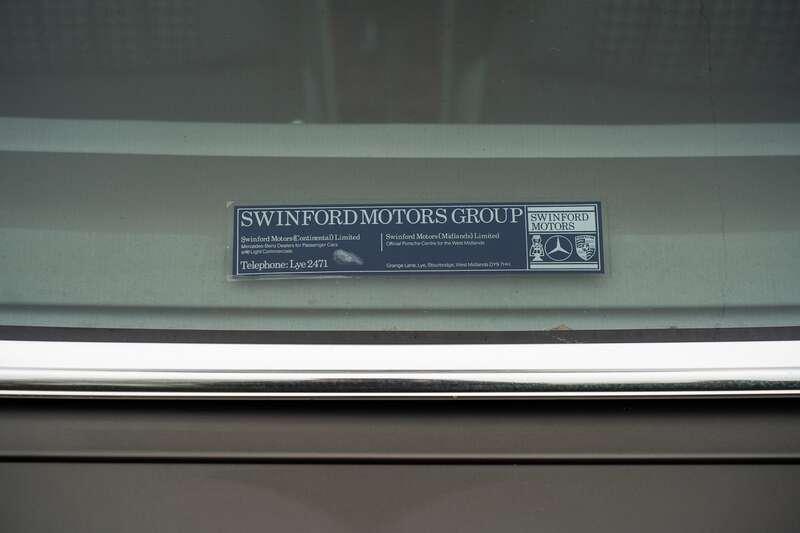 SWINFORD MOTORS GROUP
Swinford Motors (Continental) Limited
Mercedes-Benz Dealers for Passenger Cars
and Light Commercials
Telephone: Lye 2471
Swinford Motors (Midlands) Limited
Official Porsche Centre for the West Midlands
Grange Lane, Lye, Stourbridge, West Midlands DY9 7HH.
SWINFORD
MOTORS